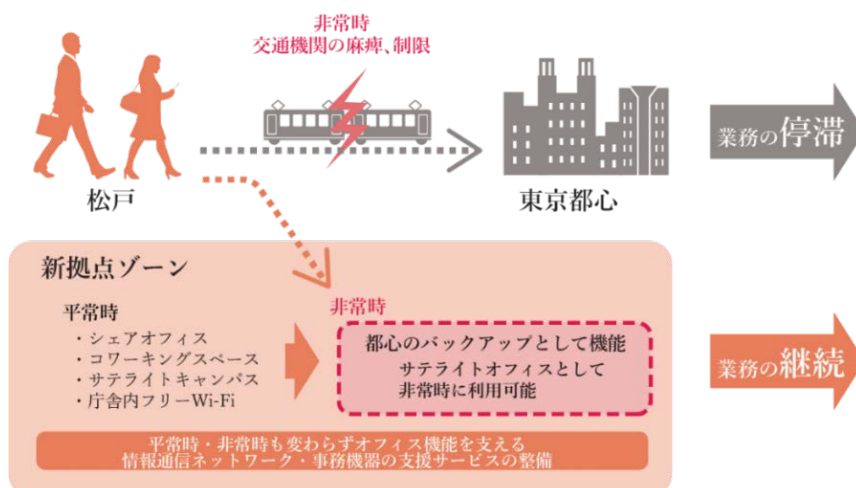 非常時
交通機関の麻痺、制限
松戸
東京都心
業務の停滞
新拠点ゾーン
平常時
・シェアオフィス
・コワーキングスペース
・サテライトキャンパス
・庁舎内フリーWi-Fi
非常時
都心のバックアップとして機能
サテライトオフィスとして
非常時に利用可能
業務の継続
平常時・非常時も変わらずオフィス機能を支える
情報通信ネットワーク・事務機器の支援サービスの整備